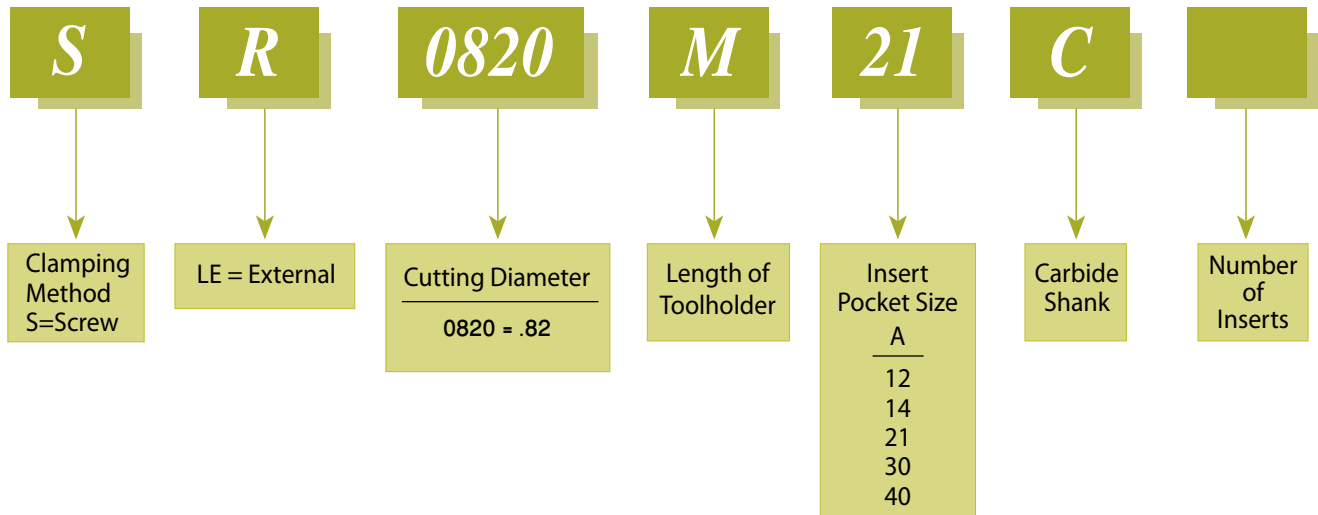 S R 0820 M 21 C
Clamping
Method
S=Screw
LE = External
Cutting Diameter
0820 = .82
Length of
Toolholder
Insert
Pocket Size
A
12
14
21
30
40
Carbide
Shank
Number
of
Inserts